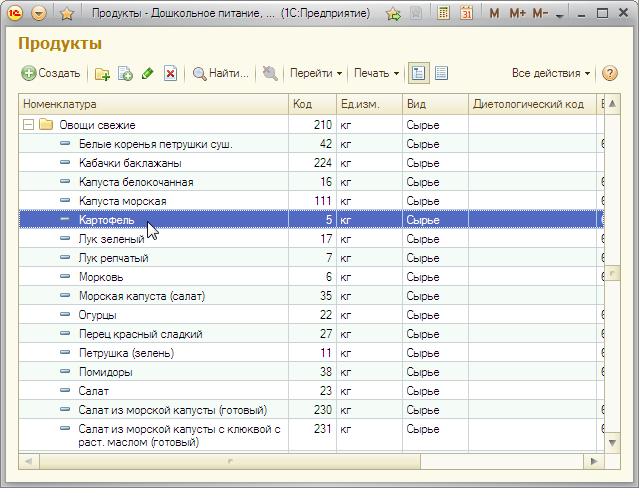 Продукты - Дошкольное питание, ... (1С:Предприятие)
M M+ M-
Продукты
Создать Найти... Перейти Печать Все действия
Номенклатура Код Ед.изм. Вид Диетологический код
Овощи свежие 210 кг Сырье
Белые коренья петрушки суш. 42 кг Сырье
Кабачки баклажаны 224 кг Сырье
Капуста белокочанная 16 кг Сырье
Капуста морская 111 кг Сырье
Картофель 5 кг Сырье
Лук зеленый 17 кг Сырье
Лук репчатый 7 кг Сырье
Морковь 6 кг Сырье
Морская капуста (салат) 35 кг Сырье
Огурцы 22 кг Сырье
Перец красный сладкий 27 кг Сырье
Петрушка (зелень) 11 кг Сырье
Помидоры 38 кг Сырье
Салат 23 кг Сырье
Салат из морской капусты (готовый) 230 кг Сырье
Салат из морской капусты с клюквой с 231 кг Сырье
раст. маслом (готовый)